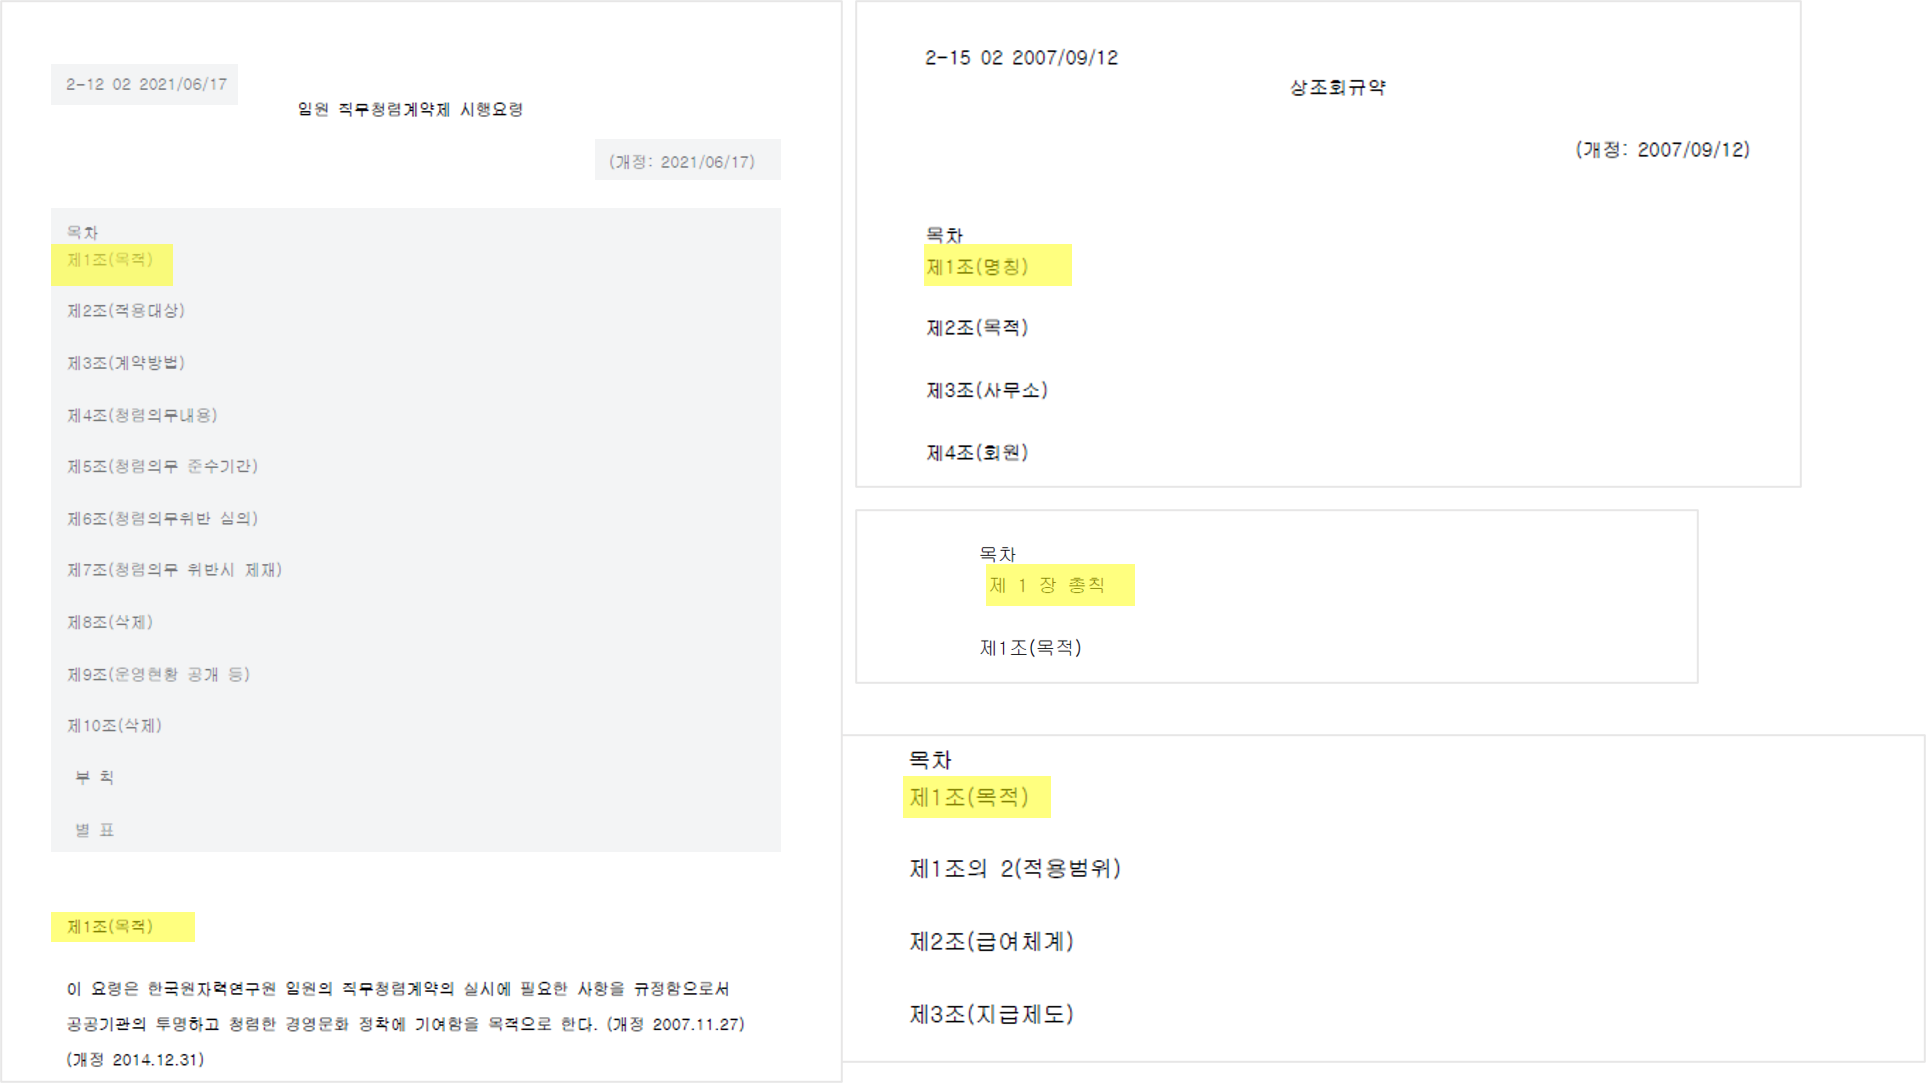 2-12 02 2021/06/17
임원 직무청렴계약제 시행요령
(개정: 2021/06/17)
목차
제1조(목적)
제2조(적용대상)
제3조(계약방법)
제4조(청렴의무내용)
제5조(청렴의무 준수기간)
제6조(청렴의무위반 심의)
제7조(청렴의무 위반시 제재)
제8조(삭제)
제9조(운영현황 공개 등)
제10조(삭제)
부 칙
별 표
제1조(목적)
이 요령은 한국원자력연구원 임원의 직무청렴계약의 실시에 필요한 사항을 규정함으로서
공공기관의 투명하고 청렴한 경영문화 정착에 기여함을 목적으로 한다. (개정 2007.11.27)
(개정 2014.12.31)
2-15 02 2007/09/12
상조회규약
(개정: 2007/09/12)
목차
제1조(명칭)
제2조(목적)
제3조(사무소)
제4조(회원)
목차
제 1 장 총칙
제1조(목적)
목차
제1조(목적)
제1조의 2(적용범위)
제2조(급여체계)
제3조(지급제도)